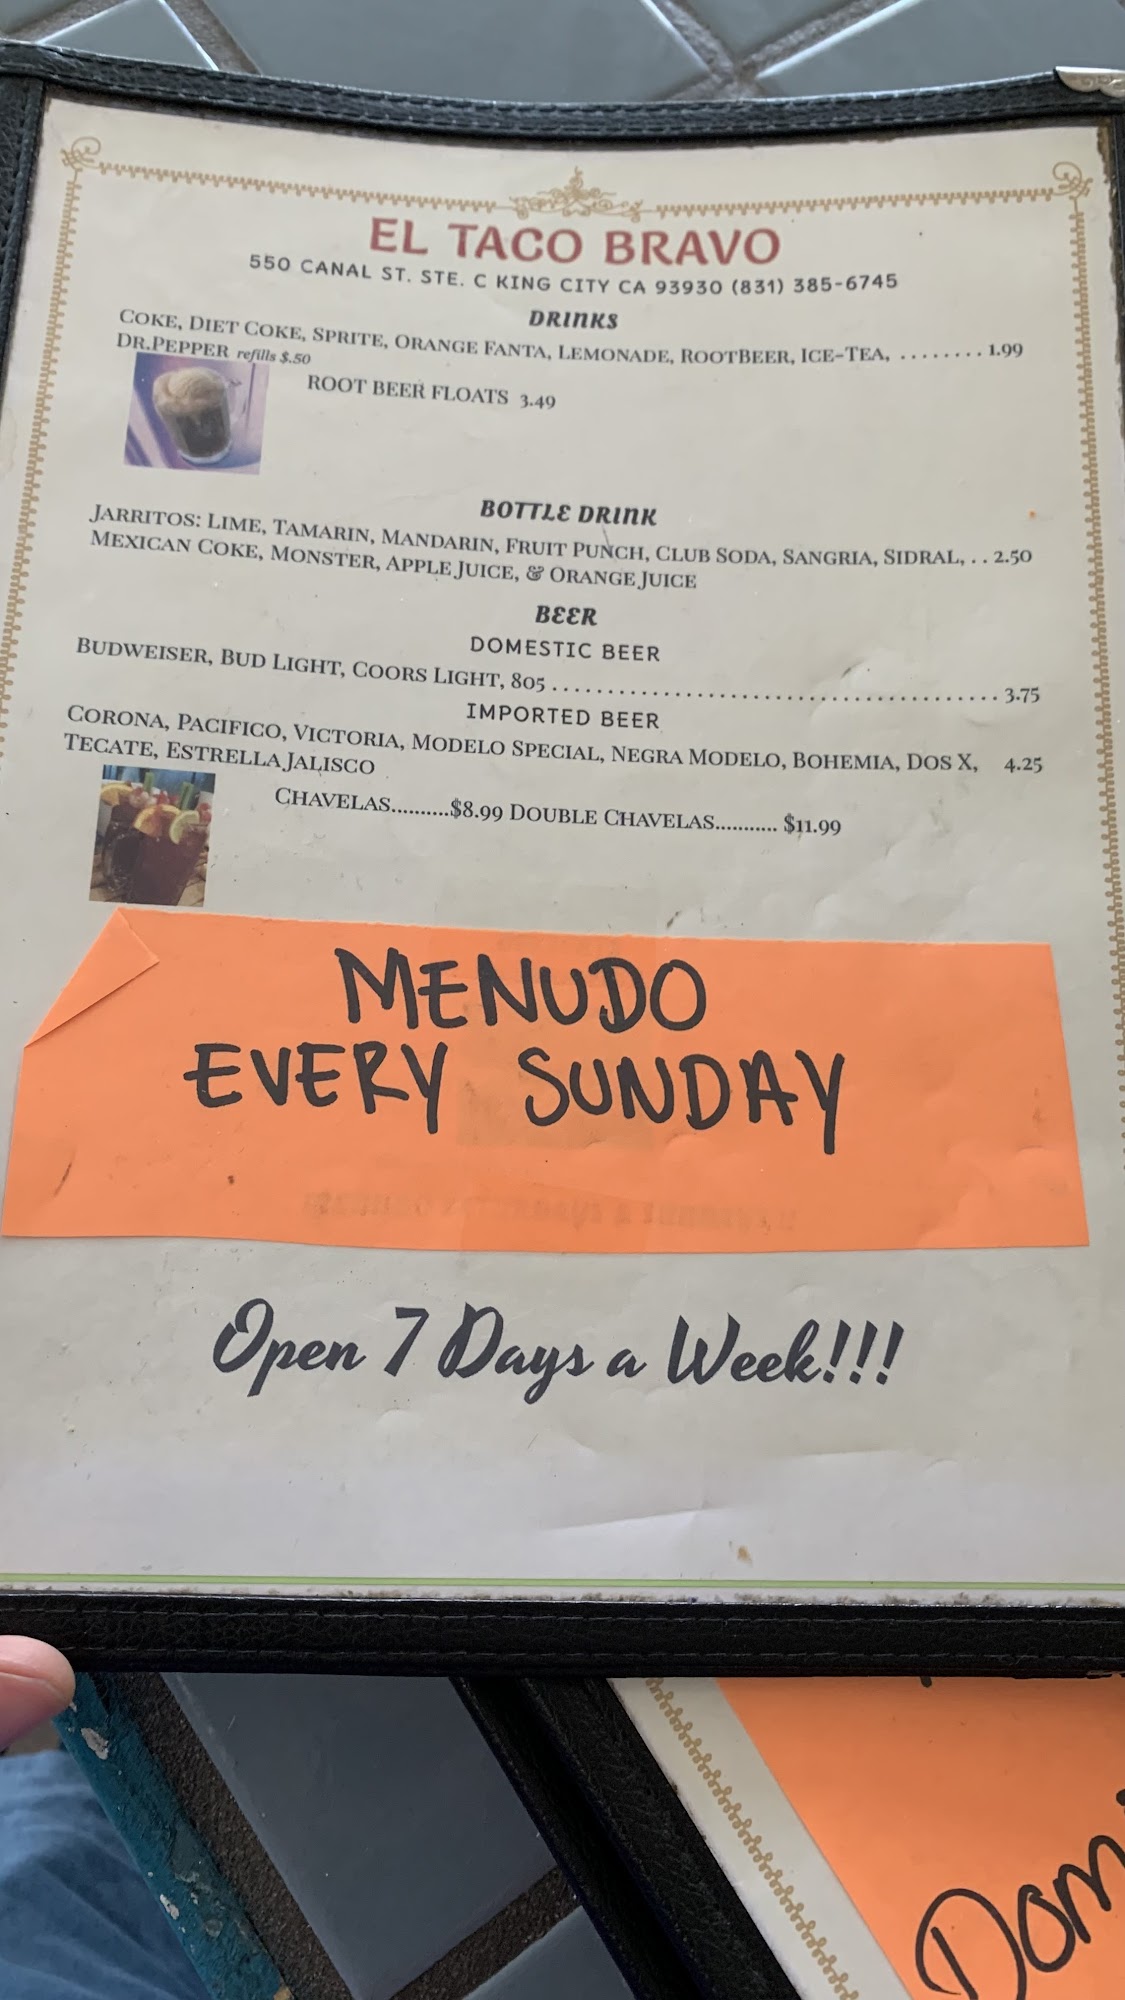 EL TACO BRAVO
550 CANAL ST. STE. C KING CITY CA 93930 (831) 385-6745
DRINKS
COKE, DIET COKE, SPRITE, ORANGE FANTA, LEMONADE, ROOTBEER, ICE-TEA, ........ 1.99
DR.PEPPER refills $.50
ROOT BEER FLOATS 3.49
BOTTLE DRINK
JARRITOS: LIME, TAMARIN, MANDARIN, FRUIT PUNCH, CLUB SODA, SANGRIA, SIDRAL, . . 2.50
MEXICAN COKE, MONSTER, APPLE JUICE, & ORANGE JUICE
BEER
DOMESTIC BEER
BUDWEISER, BUD LIGHT, COORS LIGHT, 805 ........................................ 3.75
IMPORTED BEER
CORONA, PACIFICO, VICTORIA, MODELO SPECIAL, NEGRA MODELO, BOHEMIA, DOS X, 4.25
TECATE, ESTRELLA JALISCO
CHAVELAS..........$8.99 DOUBLE CHAVELAS........... $11.99
MENUDO
EVERY SUNDAY
Open 7 Days a Week!!!